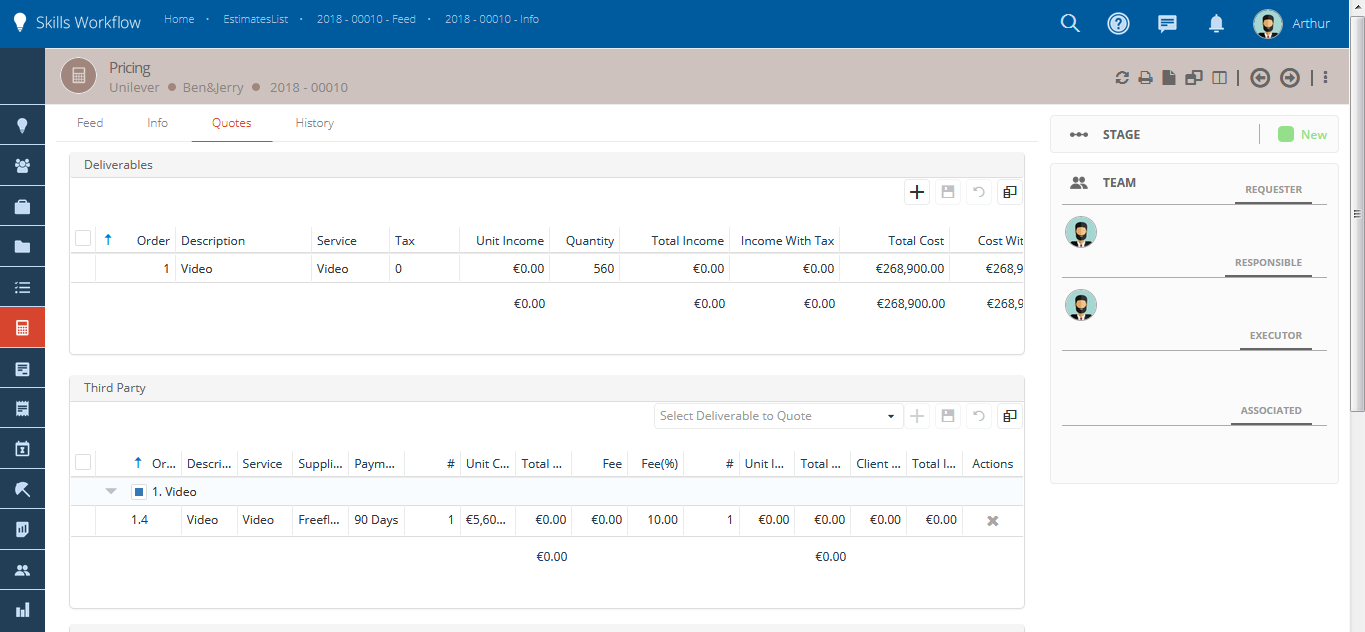 Skills Workflow Home • EstimatesList • 2018 - 00010 - Feed • 2018 - 00010 - Info Arthur
Pricing
Unilever ● Ben&Jerry ● 2018 - 00010
Feed Info Quotes History
STAGE New
TEAM
REQUESTER
RESPONSIBLE
EXECUTOR
ASSOCIATED
Deliverables
Order Description Service Tax Unit Income Quantity Total Income Income With Tax Total Cost Cost Wit
1 Video Video 0 €0.00 560 €0.00 €0.00 €268,900.00 €268,9
€0.00 €0.00 €0.00 €268,900.00 €268,9
Third Party
Select Deliverable to Quote
Or... Descri... Service Suppli... Paym... # Unit C... Total ... Fee Fee(%) # Unit I... Total ... Client ... Total I... Actions
1. Video
1.4 Video Video Freefl... 90 Days 1 €5,60... €0.00 €0.00 10.00 1 €0.00 €0.00 €0.00 €0.00
€0.00 €0.00